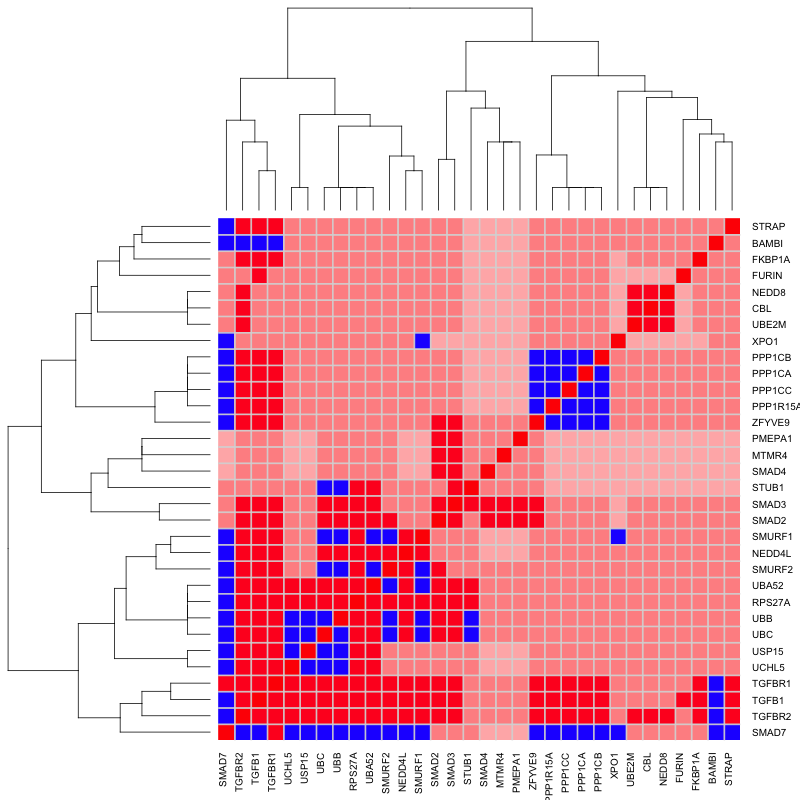 STRAP
BAMBI
FKBP1A
FURIN
NEDD8
CBL
UBE2M
XPO1
PPP1CB
PPP1CA
PPP1CC
PPP1R15A
ZFYVE9
PMEPA1
MTMR4
SMAD4
STUB1
SMAD3
SMAD2
SMURF1
NEDD4L
SMURF2
UBA52
RPS27A
UBB
UBC
USP15
UCHL5
TGFBR1
TGFB1
TGFBR2
SMAD7
SMAD7
TGFBR2
TGFB1
TGFBR1
UCHL5
USP15
UBC
UBB
RPS27A
UBA52
SMURF2
NEDD4L
SMURF1
SMAD2
SMAD3
STUB1
SMAD4
MTMR4
PMEPA1
ZFYVE9
PPP1R15A
PPP1CC
PPP1CA
PPP1CB
XPO1
UBE2M
CBL
NEDD8
FURIN
FKBP1A
BAMBI
STRAP